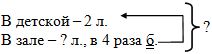 В детской – 2 л.
В зале – ? л., в 4 раза б.
?